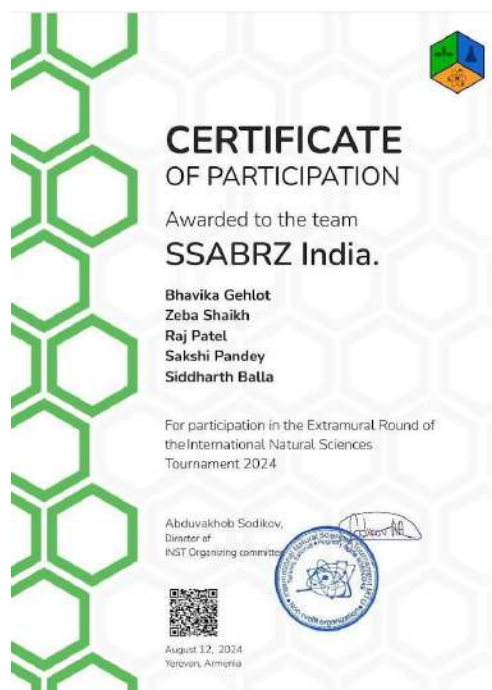 CERTIFICATE
OF PARTICIPATION
Awarded to the team
SSABRZ India.
Bhavika Gehlot
Zeba Shaikh
Raj Patel
Sakshi Pandey
Siddharth Balla
For participation in the Extramural Round of
the International Natural Sciences
Tournament 2024
Abduvakhob Sodikov,
Director of
INST Organizing committee
August 12, 2024
Yerevan, Armenia